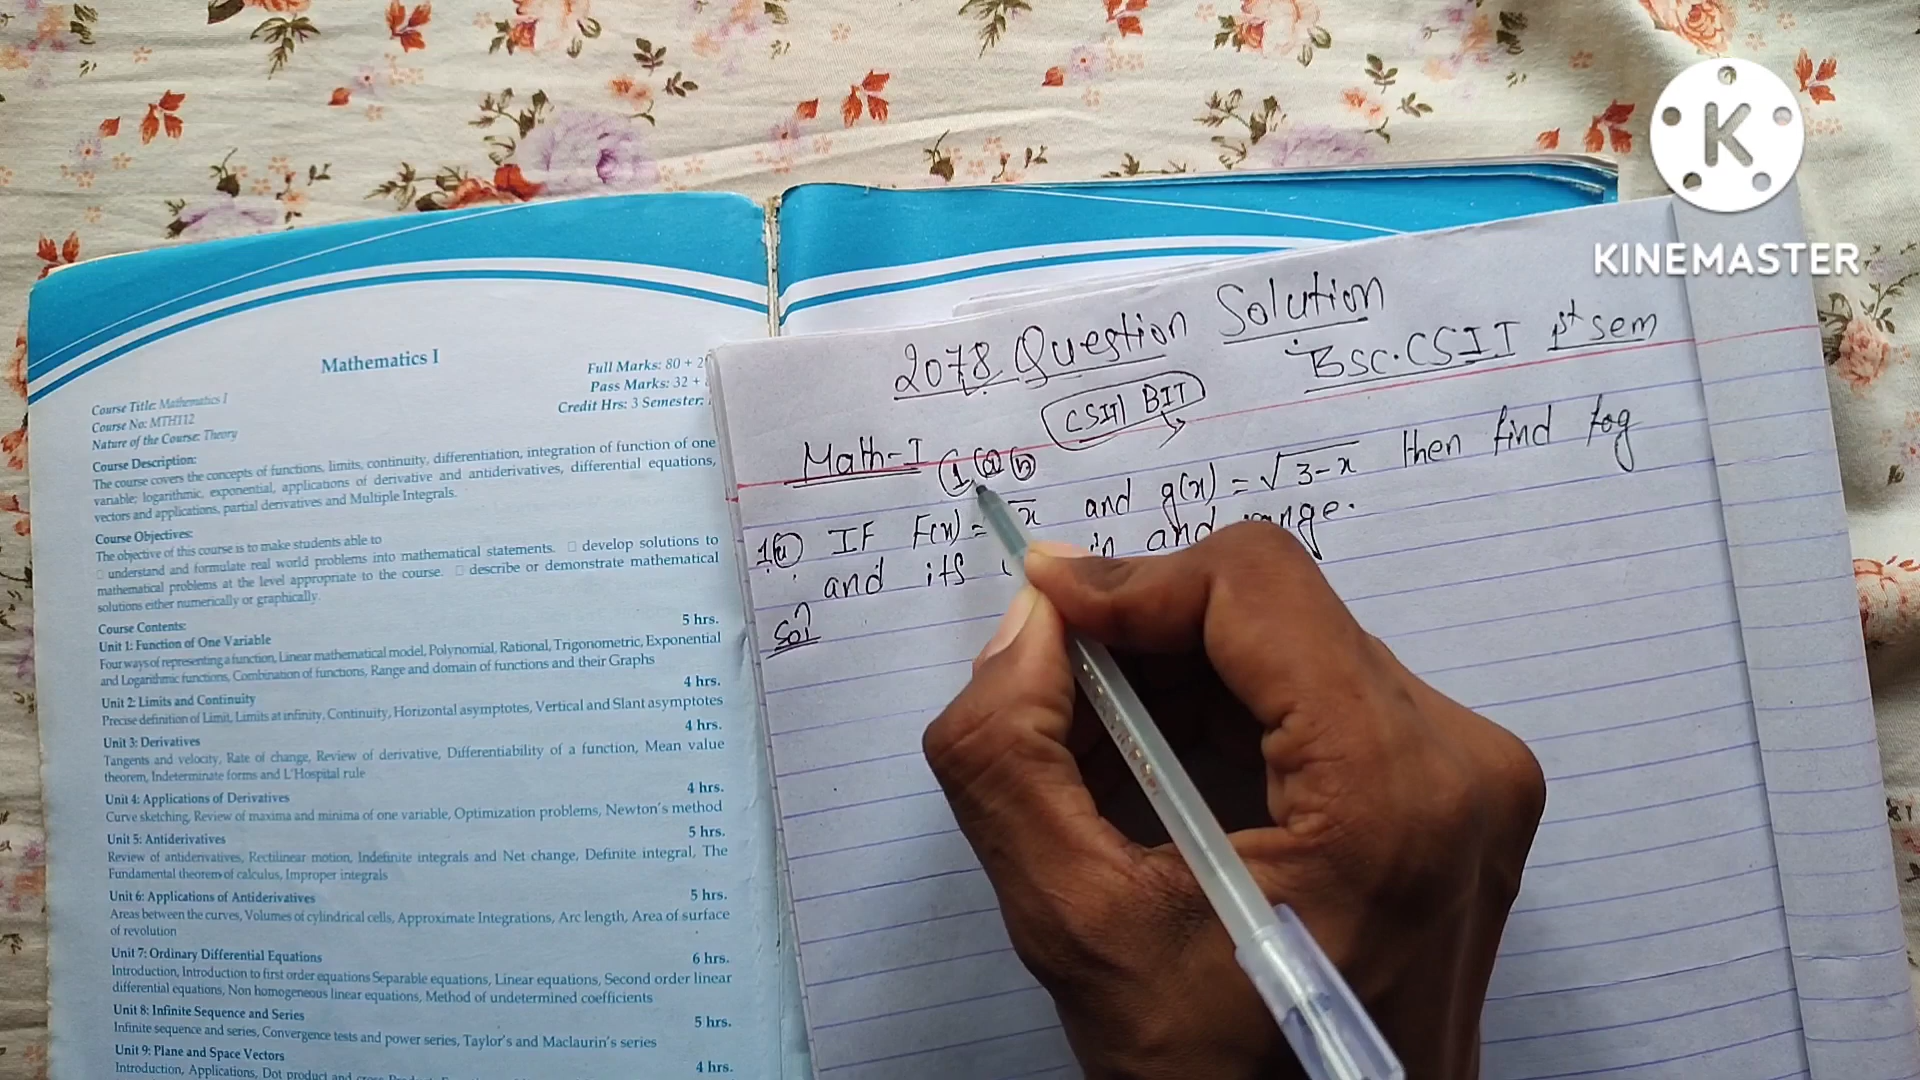 K
KINEMASTER
Mathematics I
Full Marks: 80 + 2
Pass Marks: 32 +
Credit Hrs: 3 Semester:
Course Title: Mathematics I
Course No: MTH112
Nature of the Course: Theory
Course Description:
The course covers the concepts of functions, limits, continuity, differentiation, integration of function of one
variable; logarithmic, exponential, applications of derivative and antiderivatives, differential equations,
vectors and applications, partial derivatives and Multiple Integrals.
Course Objectives:
The objective of this course is to make students able to
□ understand and formulate real world problems into mathematical statements. □ develop solutions to
mathematical problems at the level appropriate to the course. □ describe or demonstrate mathematical
solutions either numerically or graphically.
Course Contents:
Unit 1: Function of One Variable 5 hrs.
Four ways of representing a function, Linear mathematical model, Polynomial, Rational, Trigonometric, Exponential
and Logarithmic functions, Combination of functions, Range and domain of functions and their Graphs
Unit 2: Limits and Continuity 4 hrs.
Precise definition of Limit, Limits at infinity, Continuity, Horizontal asymptotes, Vertical and Slant asymptotes
Unit 3: Derivatives 4 hrs.
Tangents and velocity, Rate of change, Review of derivative, Differentiability of a function, Mean value
theorem, Indeterminate forms and L'Hospital rule
Unit 4: Applications of Derivatives 4 hrs.
Curve sketching, Review of maxima and minima of one variable, Optimization problems, Newton's method
Unit 5: Antiderivatives 5 hrs.
Review of antiderivatives, Rectilinear motion, Indefinite integrals and Net change, Definite integral, The
Fundamental theorem of calculus, Improper integrals
Unit 6: Applications of Antiderivatives 5 hrs.
Areas between the curves, Volumes of cylindrical cells, Approximate Integrations, Arc length, Area of surface
of revolution
Unit 7: Ordinary Differential Equations 6 hrs.
Introduction, Introduction to first order equations Separable equations, Linear equations, Second order linear
differential equations, Non homogeneous linear equations, Method of undetermined coefficients
Unit 8: Infinite Sequence and Series 5 hrs.
Infinite sequence and series, Convergence tests and power series, Taylor's and Maclaurin's series
Unit 9: Plane and Space Vectors 4 hrs.
Introduction, Applications, Dot product and
2078 Question Solution
BSC.CSIT 1st sem
CSIT| BIT
Math-I 1 (a) (b)
1(a) IF F(x)= √x and g(x) = √3-x then find fog
and its in and range.
Solⁿ